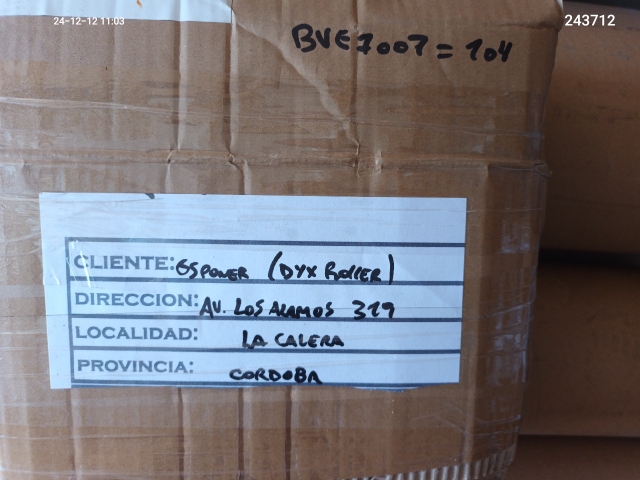 24-12-12 11:03
243712
BVE7007 = 104
CLIENTE: GSPOWER (DYX ROLLER)
DIRECCION: AV. LOS ALAMOS 319
LOCALIDAD: LA CALERA
PROVINCIA: CORDOBA